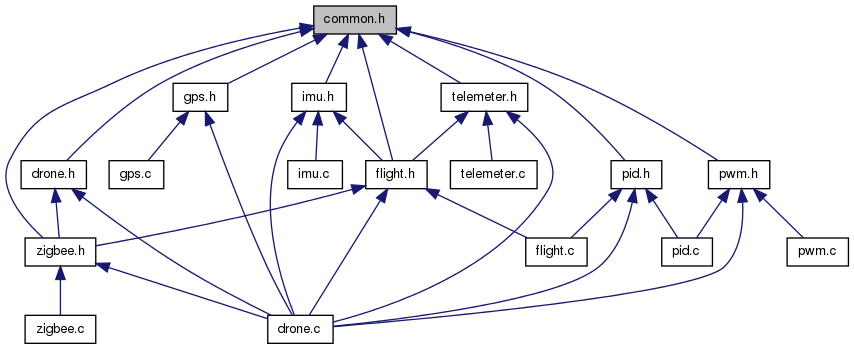 common.h
gps.h
imu.h
telemeter.h
drone.h
gps.c
imu.c
flight.h
telemeter.c
pid.h
pwm.h
zigbee.h
flight.c
pid.c
pwm.c
zigbee.c
drone.c